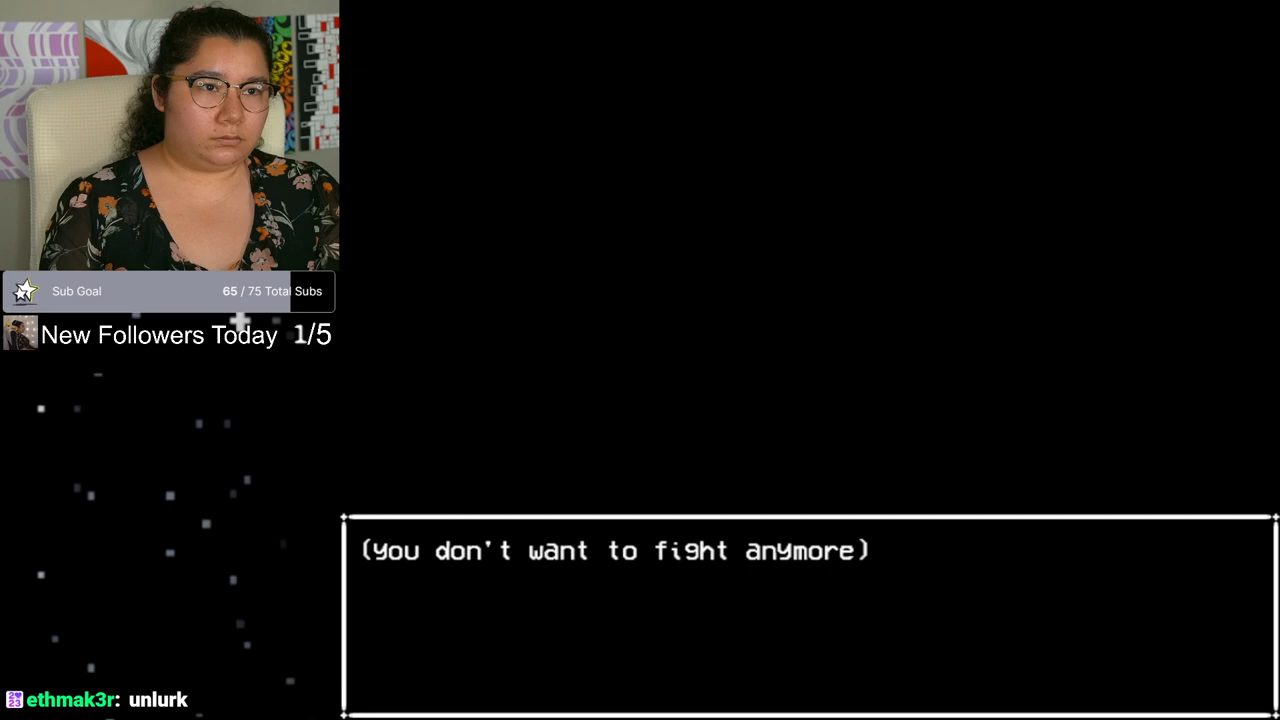 Sub Goal
65 / 75 Total Subs
New Followers Today 1/5
(you don't want to fight anymore)
ethmak3r: unlurk